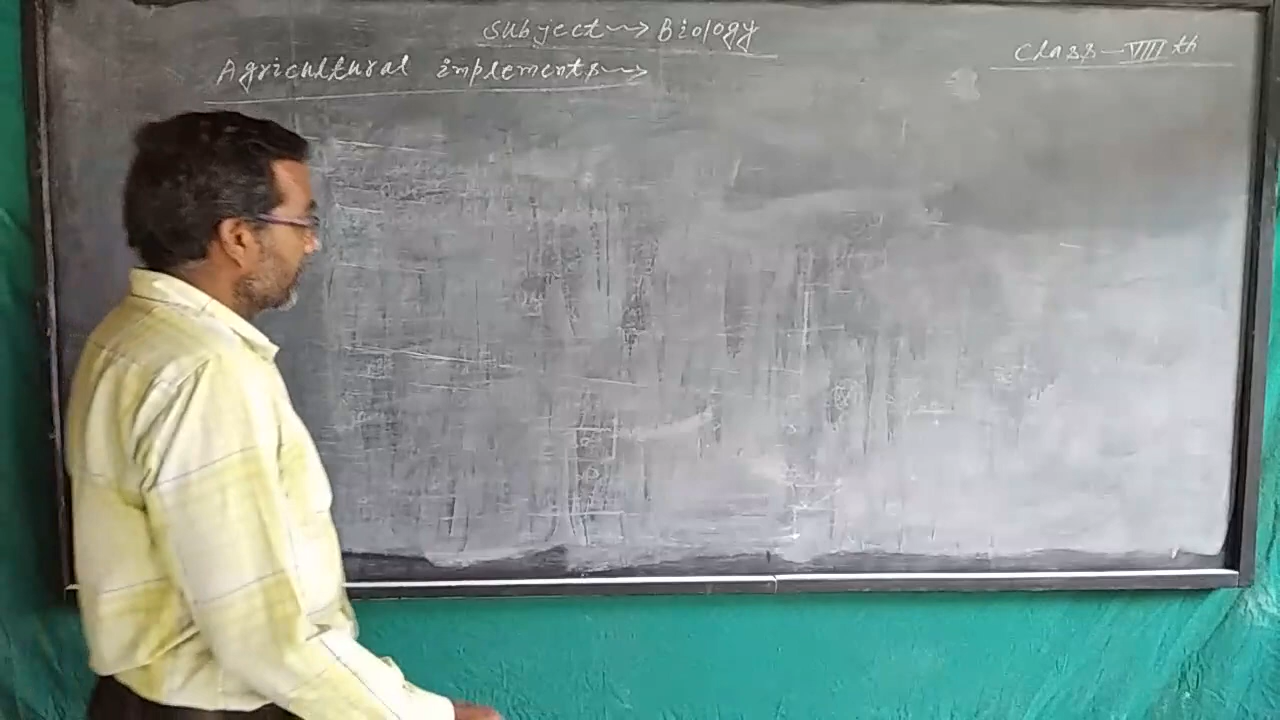 Subject → Biology
Class - VIII th
Agricultural implements →